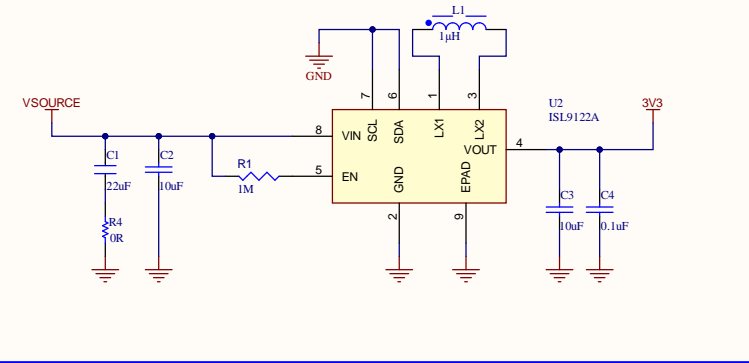 L1
1µH
GND
VSOURCE
7
6
1
3
U2
ISL9122A
3V3
8
VIN
SCL
SDA
LX1
LX2
VOUT
4
C1
C2
22uF
10uF
R1
1M
5
EN
GND
EPAD
2
9
R4
0R
C3
C4
10uF
0.1uF